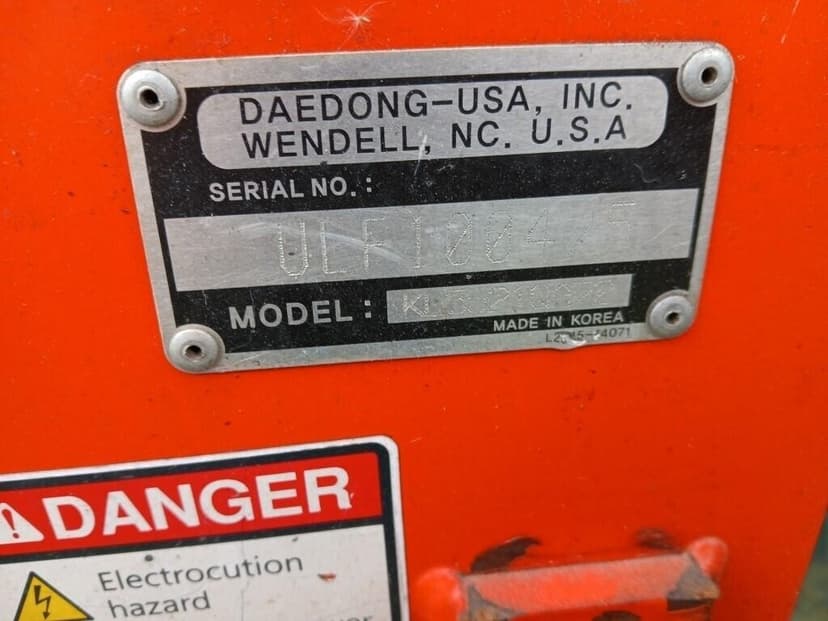 DAEDONG-USA, INC.
WENDELL, NC. U.S.A
SERIAL NO. :
MODEL :
MADE IN KOREA
DANGER
Electrocution
hazard